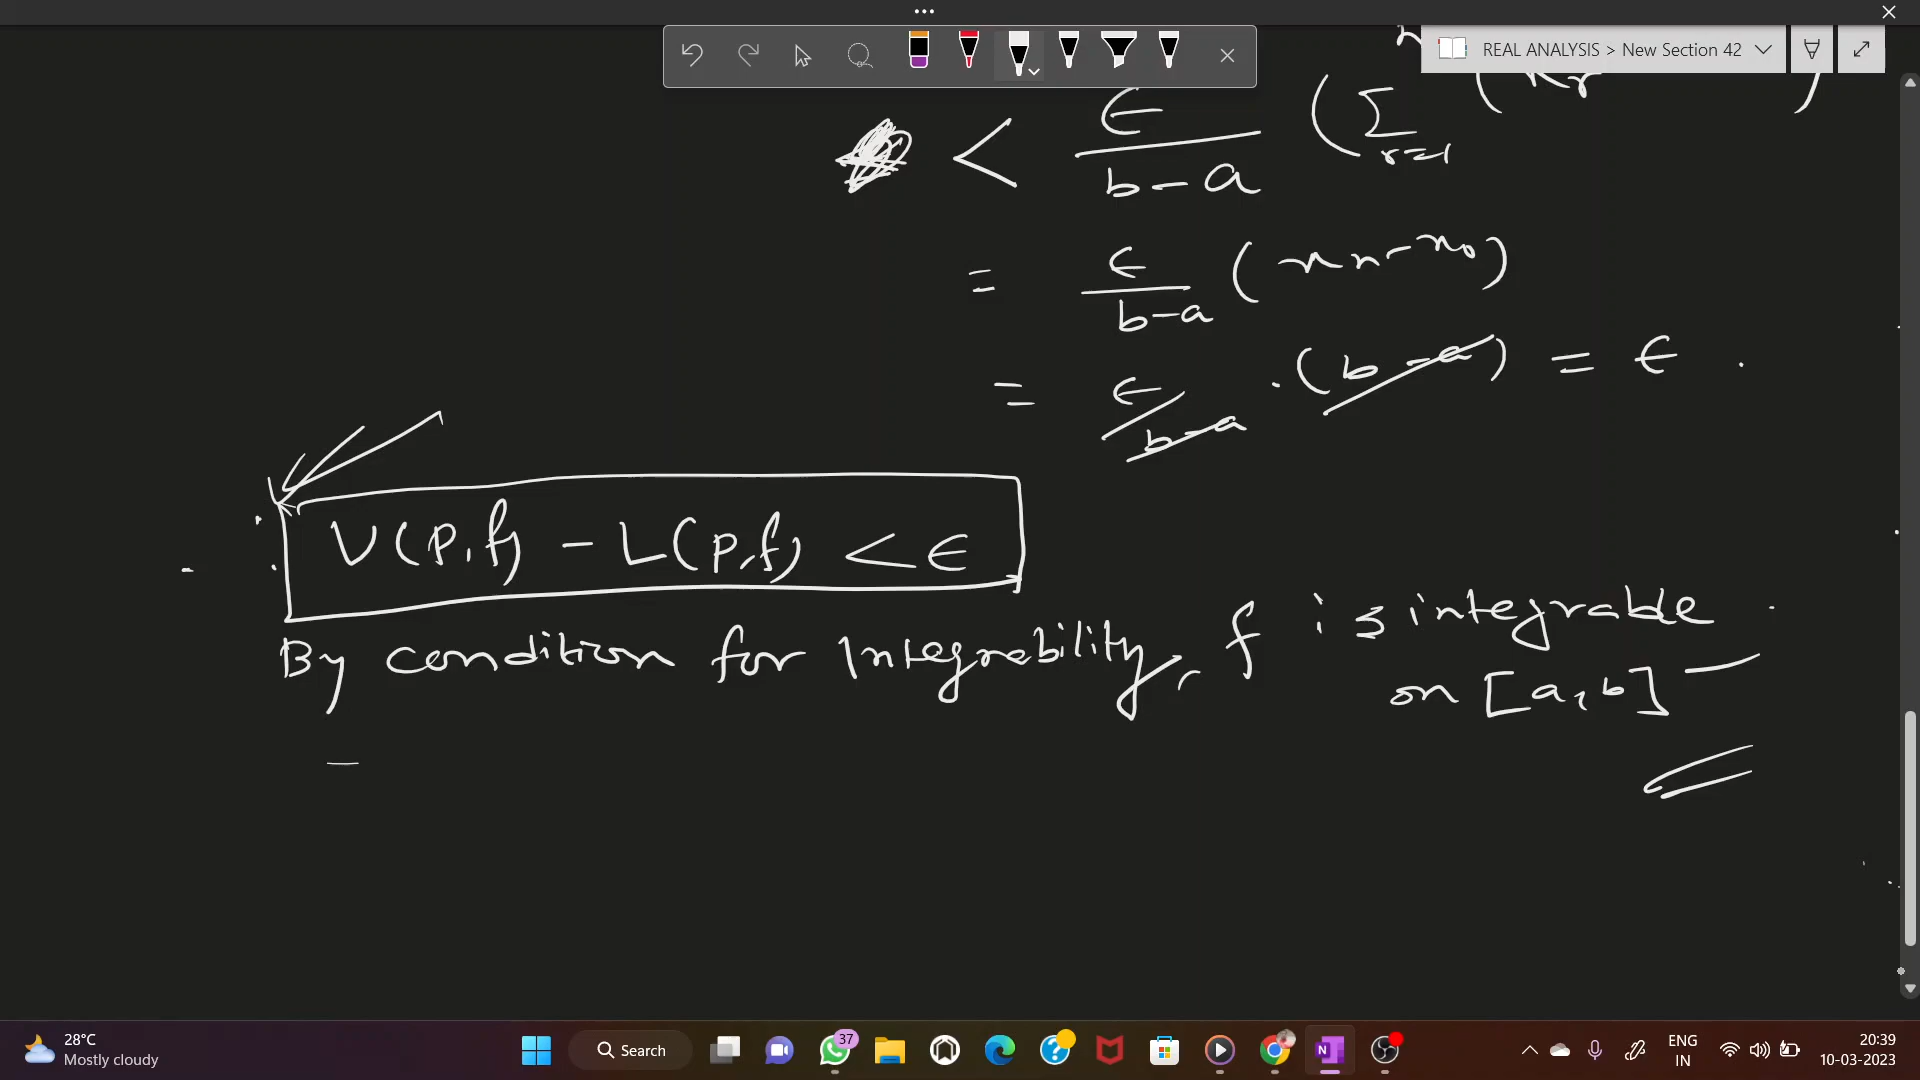 REAL ANALYSIS > New Section 42
< ε/(b-a) (Σ r=1 (xr
= ε/(b-a) (xn-x0)
= ε/(b-a) . (b-a) = ε .
U(P,f) - L(P,f) < ε
By condition for Integrability, f is integrable
on [a,b]
28°C
Mostly cloudy
Search
37
ENG
IN
20:39
10-03-2023